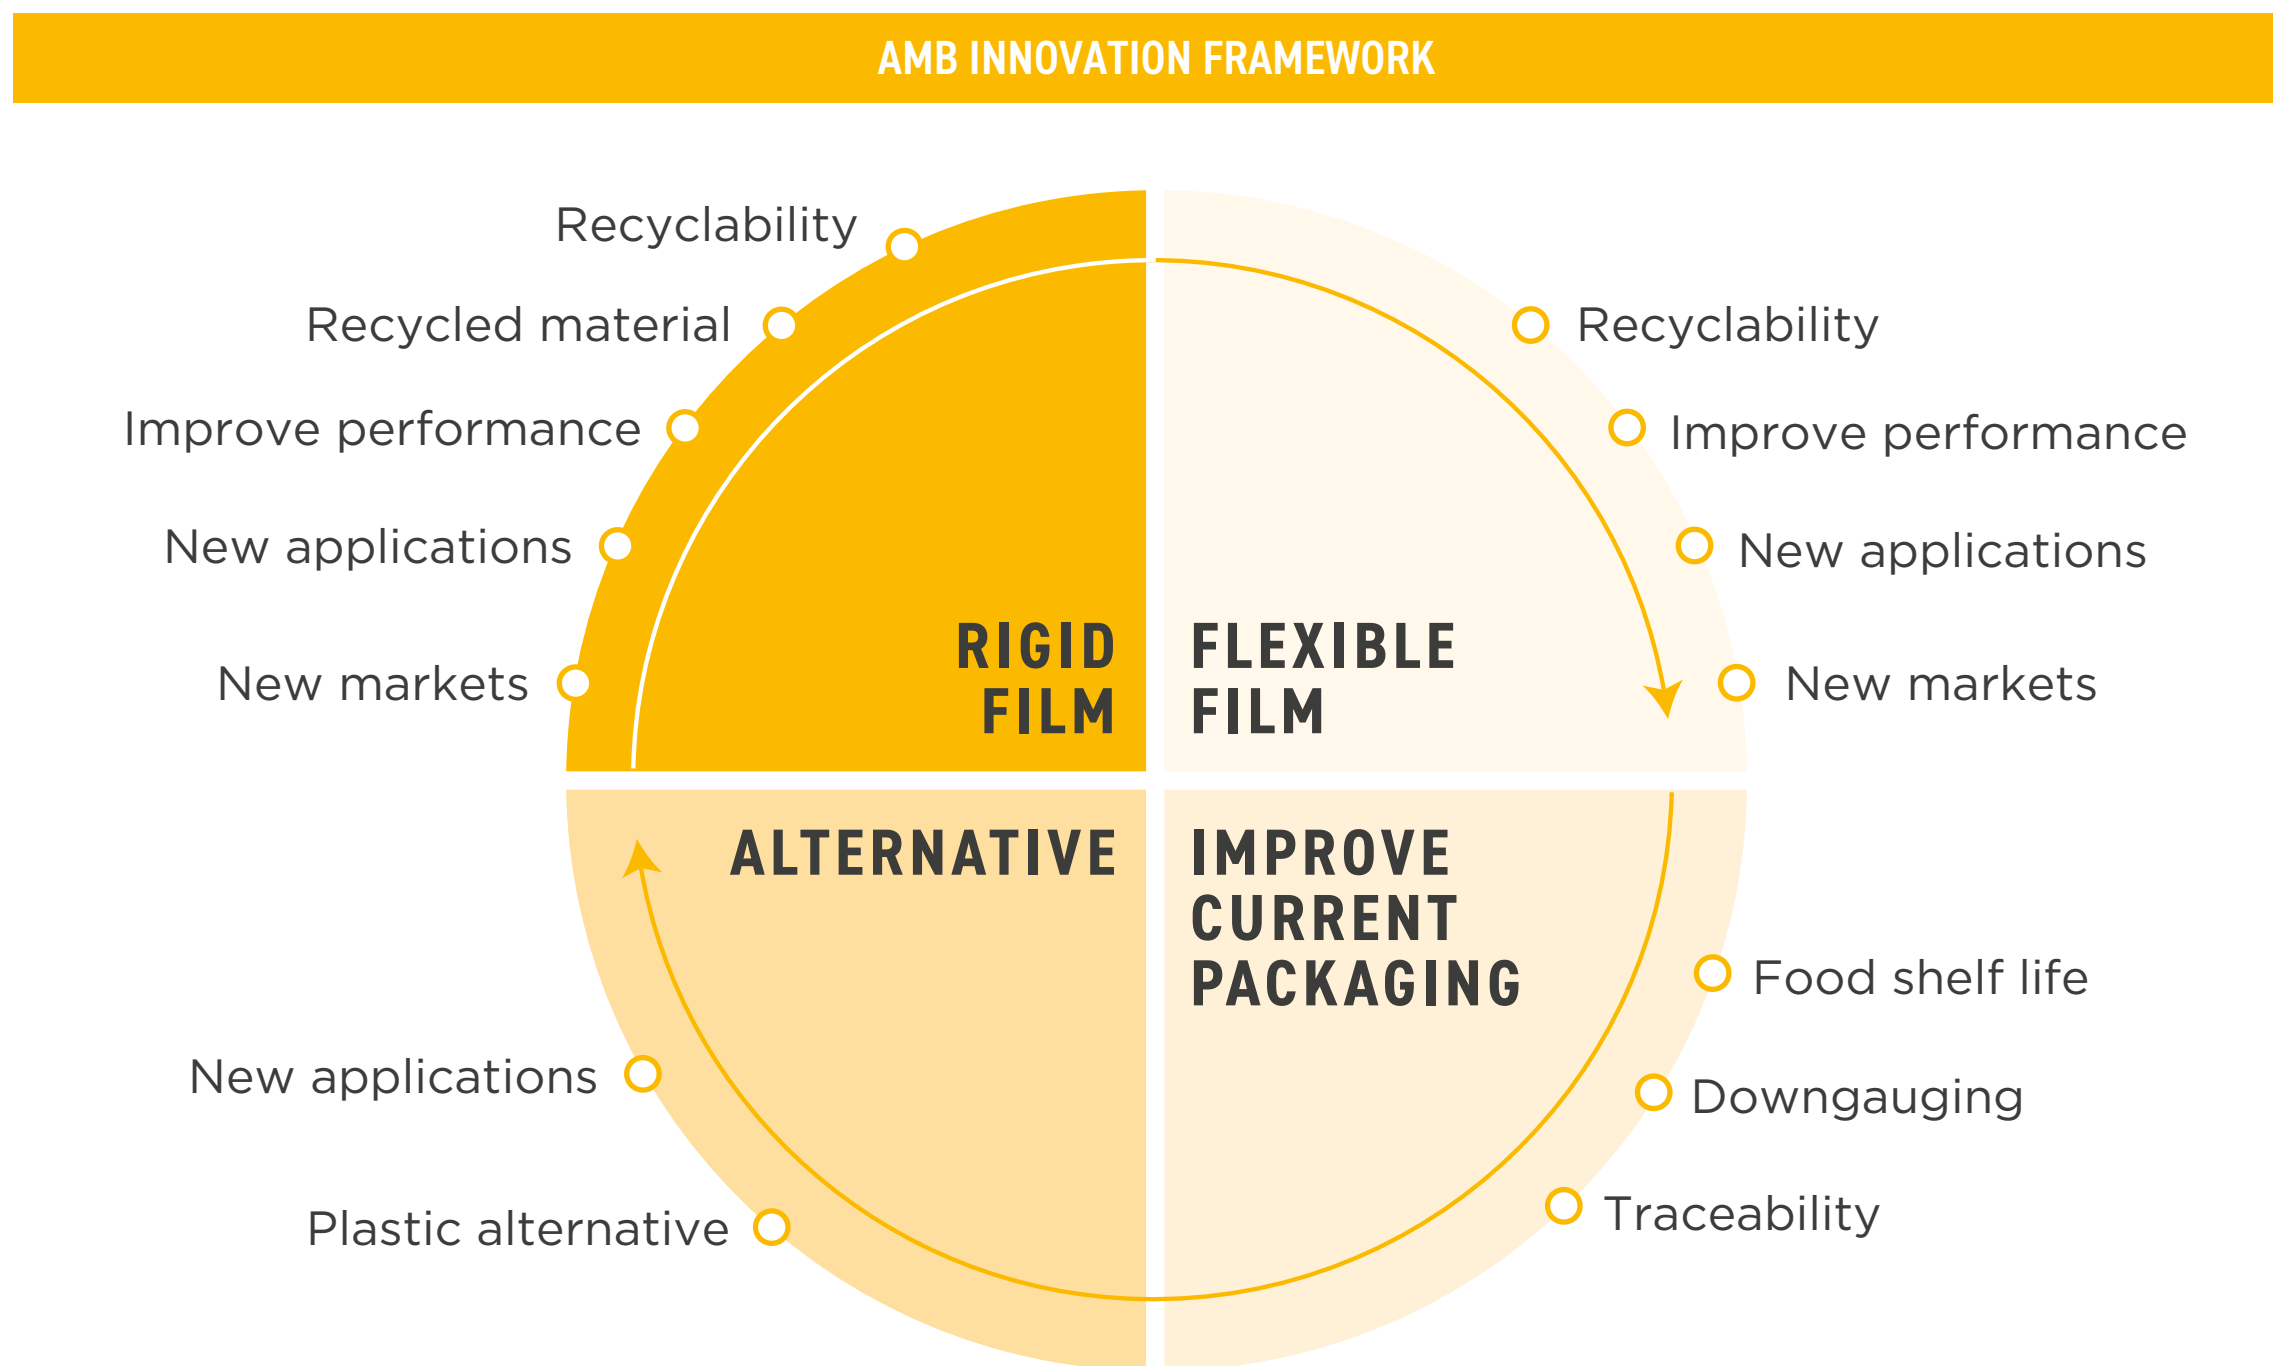 AMB INNOVATION FRAMEWORK
Recyclability
Recycled material
Improve performance
New applications
New markets
RIGID
FILM
FLEXIBLE
FILM
Recyclability
Improve performance
New applications
New markets
ALTERNATIVE
New applications
Plastic alternative
IMPROVE
CURRENT
PACKAGING
Food shelf life
Downgauging
Traceability